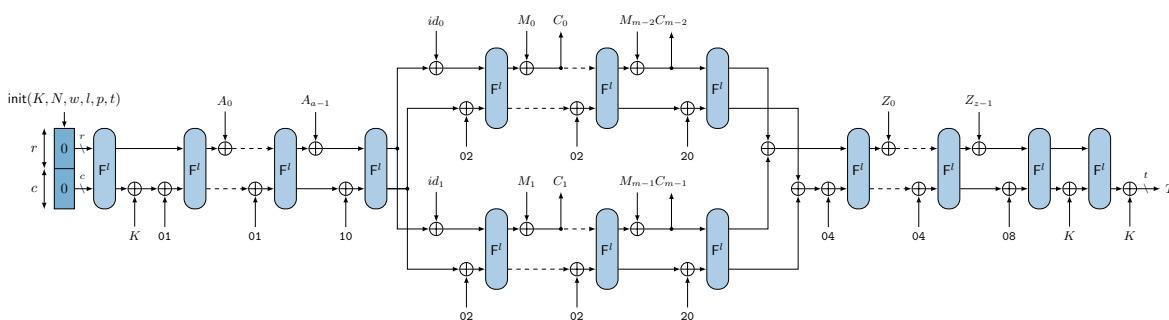 id_0 M_0 C_0 M_{m-2} C_{m-2}
F^l F^l F^l
init(K, N, w, l, p, t)
A_0 A_{a-1}
02 02 20
Z_0 Z_{z-1}
r 0 r F^l F^l F^l F^l
c 0 c
F^l F^l F^l F^l
t T
id_1 M_1 C_1 M_{m-1} C_{m-1}
K 01 01 10
04 04 08 K K
F^l F^l F^l
02 02 20